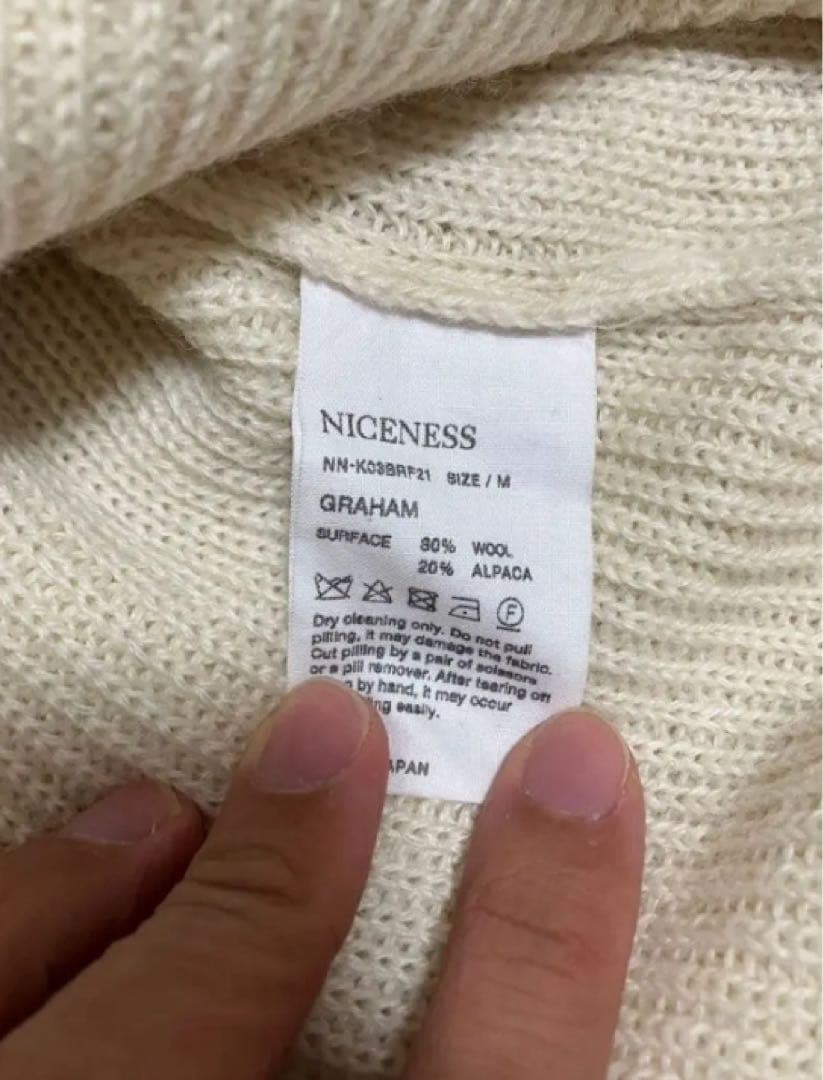 NICENESS
NN-K03BRF21 SIZE / M
GRAHAM
SURFACE 80% WOOL
20% ALPACA
F
Dry cleaning only. Do not pull
pilling, it may damage the fabric.
Cut pilling by a pair of scissors
or a pill remover. After tearing off
by hand, it may occur
easily.